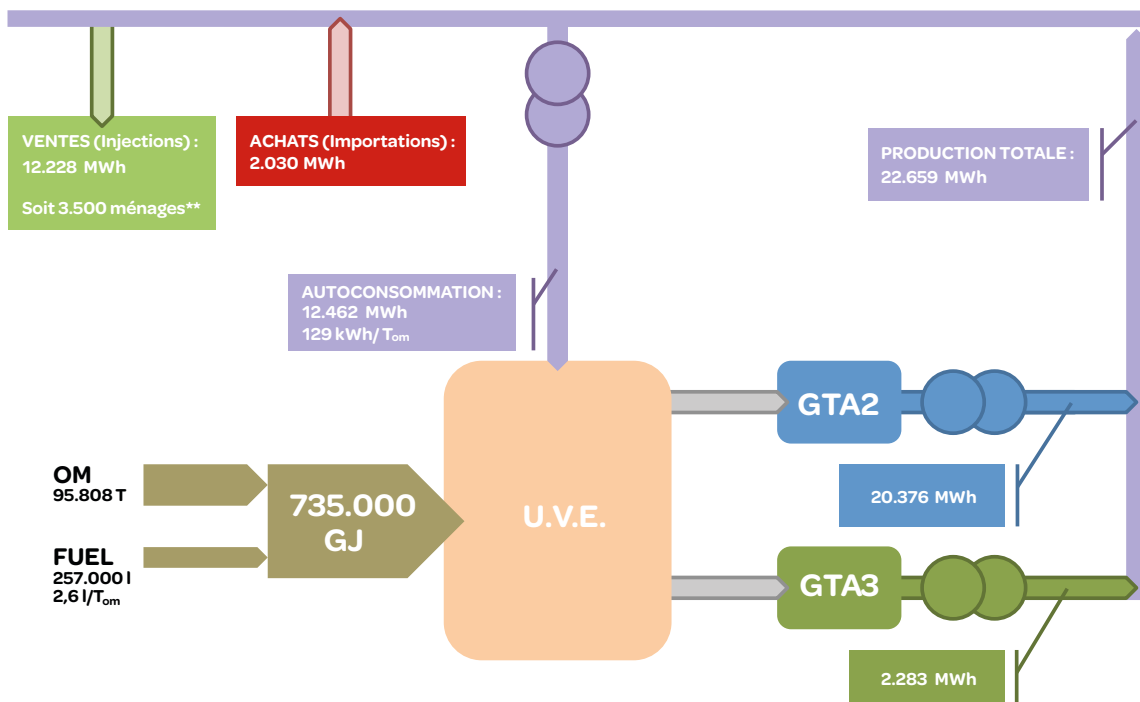 VENTES (Injections) :
12.228 MWh
Soit 3.500 ménages**
ACHATS (Importations) :
2.030 MWh
PRODUCTION TOTALE :
22.659 MWh
AUTOCONSOMMATION :
12.462 MWh
129 kWh/ Tom
GTA2
20.376 MWh
OM
95.808 T
735.000
GJ
U.V.E.
FUEL
257.000 l
2,6 l/Tom
GTA3
2.283 MWh